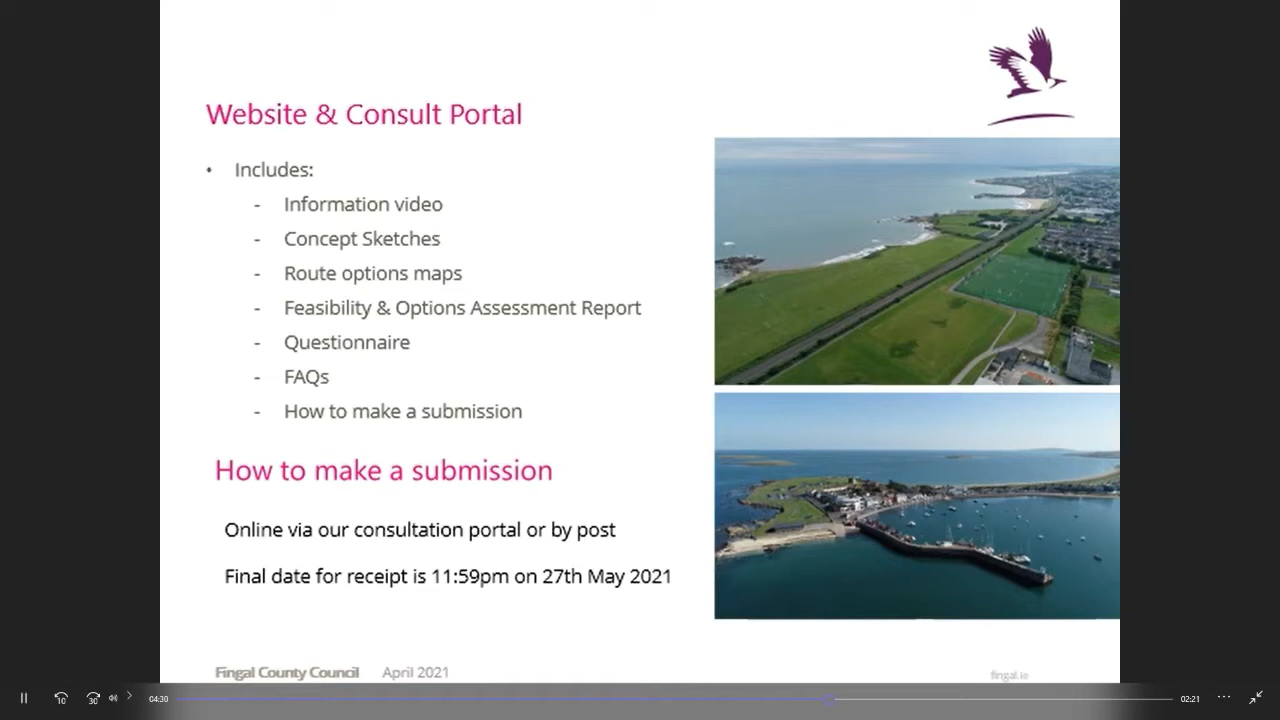 Website & Consult Portal
• Includes:
- Information video
- Concept Sketches
- Route options maps
- Feasibility & Options Assessment Report
- Questionnaire
- FAQs
- How to make a submission
How to make a submission
Online via our consultation portal or by post
Final date for receipt is 11:59pm on 27th May 2021
Fingal County Council April 2021
fingal.ie
10
30
04:30
02:21